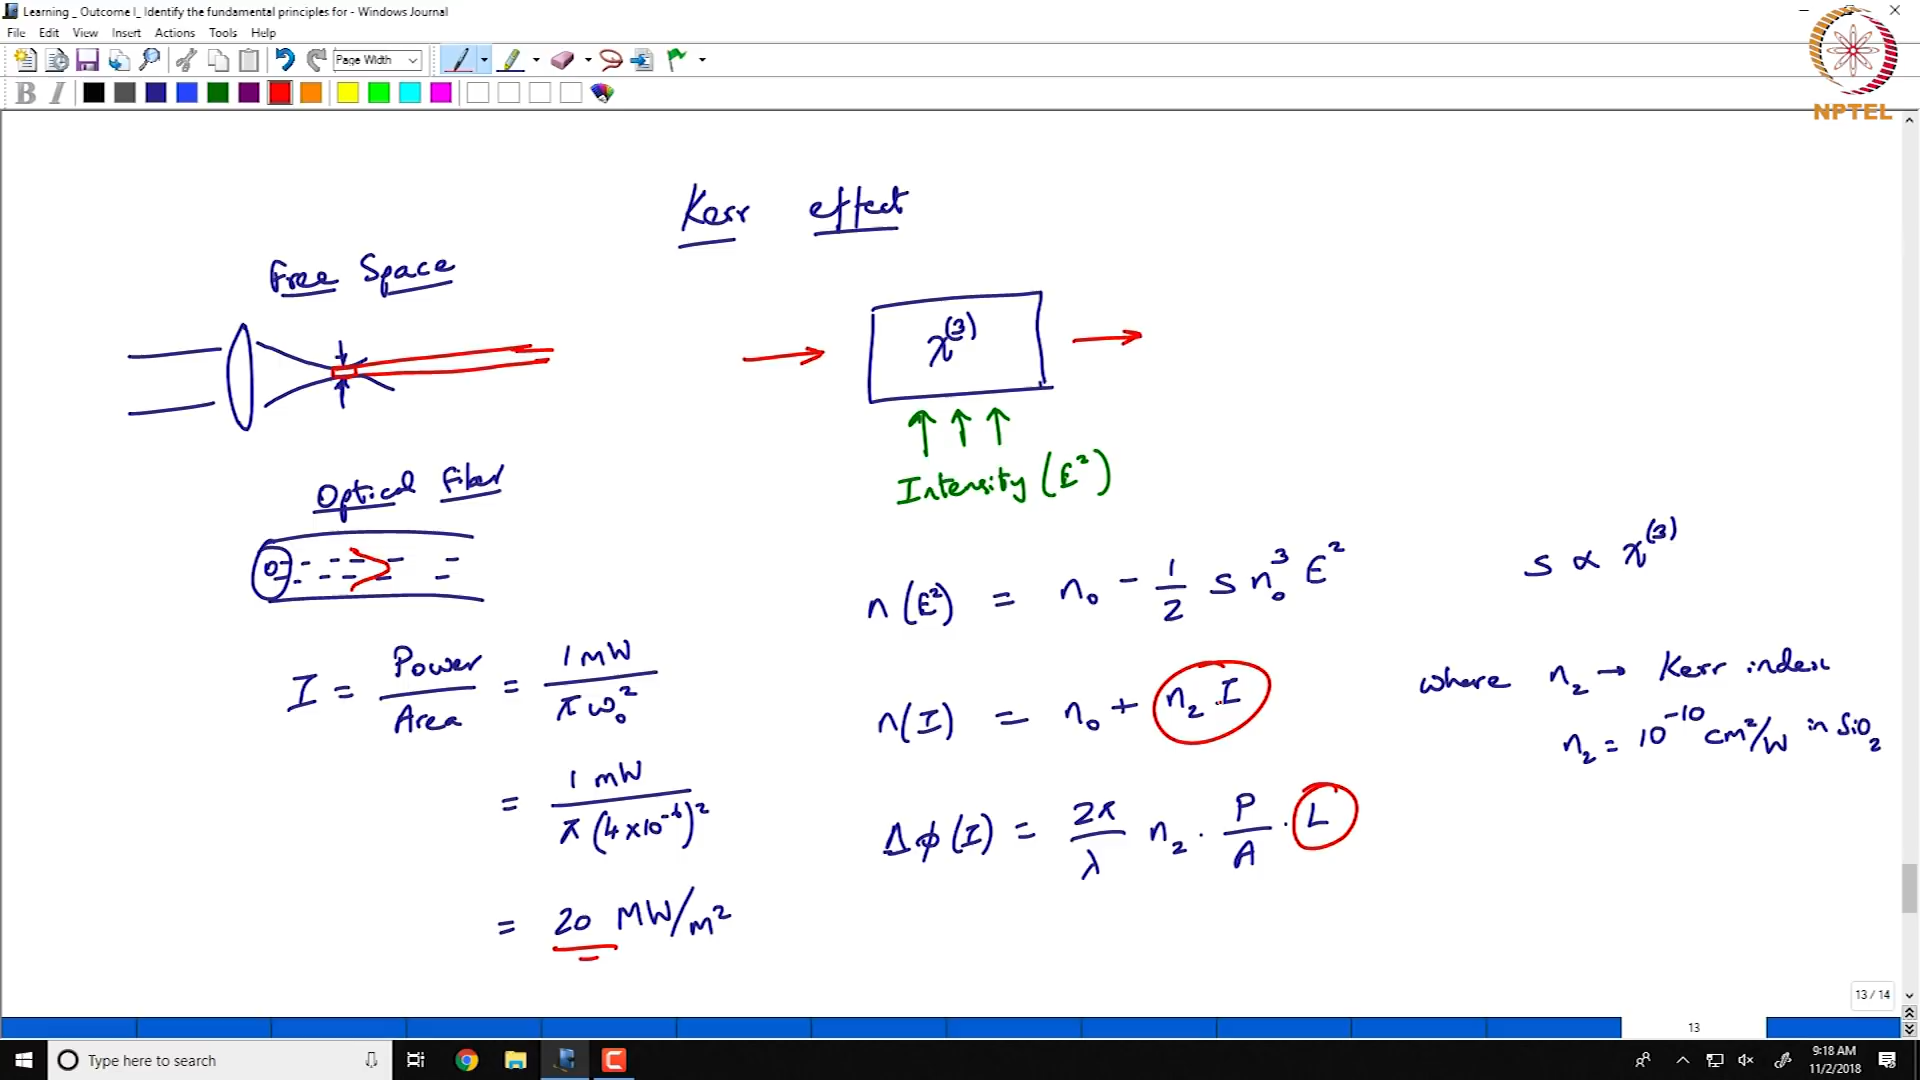 Learning _ Outcome I_ Identify the fundamental principles for - Windows Journal
File Edit View Insert Actions Tools Help
Page Width
B I
NPTEL
Kerr effect
Free Space
χ^(3)
Intensity (E²)
Optical Fiber
n(E²) = n₀ - 1/2 s n₀³ E²
s ∝ χ^(3)
I = Power/Area = 1 mW/π ω₀²
n(I) = n₀ + n₂ I
where n₂ → Kerr index
n₂ = 10^-10 cm²/W in SiO₂
= 1 mW/π (4×10^-6)²
Δφ(I) = 2π/λ n₂ · P/A · L
= 20 MW/m²
13 / 14
13
Type here to search
9:18 AM
11/2/2018